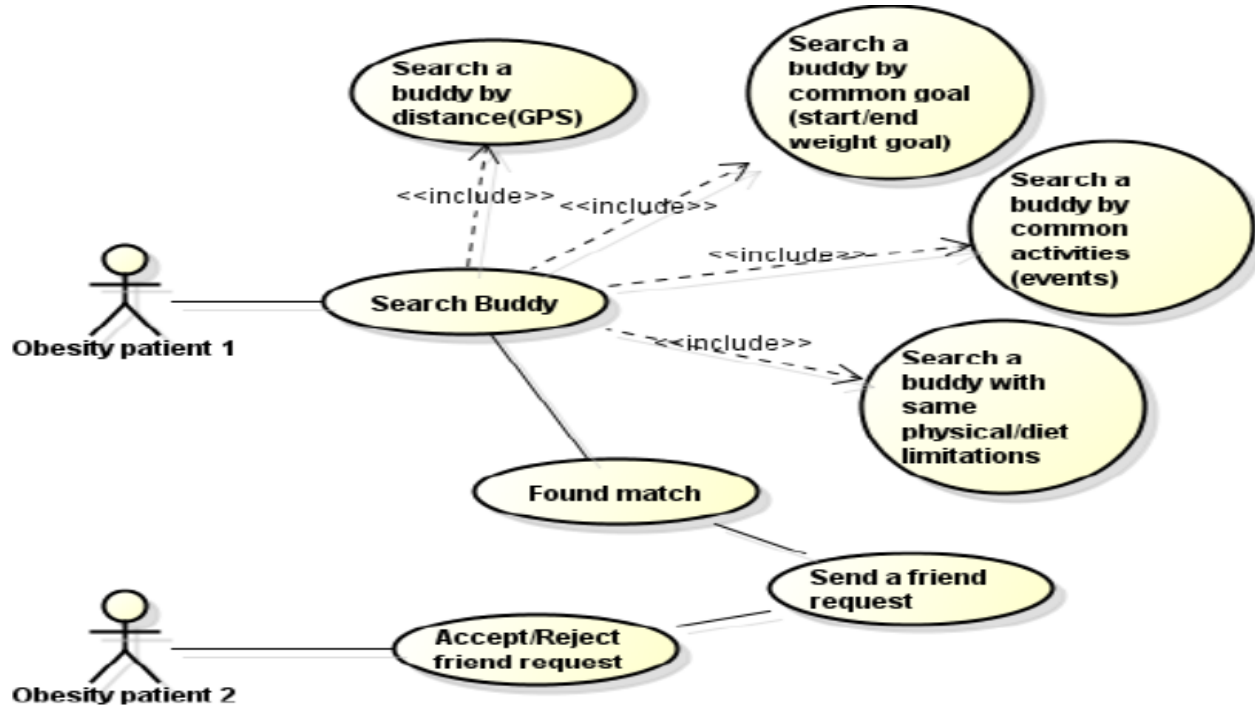 Search a
buddy by
distance(GPS)
Search a
buddy by
common goal
(start/end
weight goal)
Search a
buddy by
common
activities
(events)
<<include>>
<<include>>
<<include>>
<<include>>
Search Buddy
Obesity patient 1
Search a
buddy with
same
physical/diet
limitations
Found match
Send a friend
request
Accept/Reject
friend request
Obesity patient 2